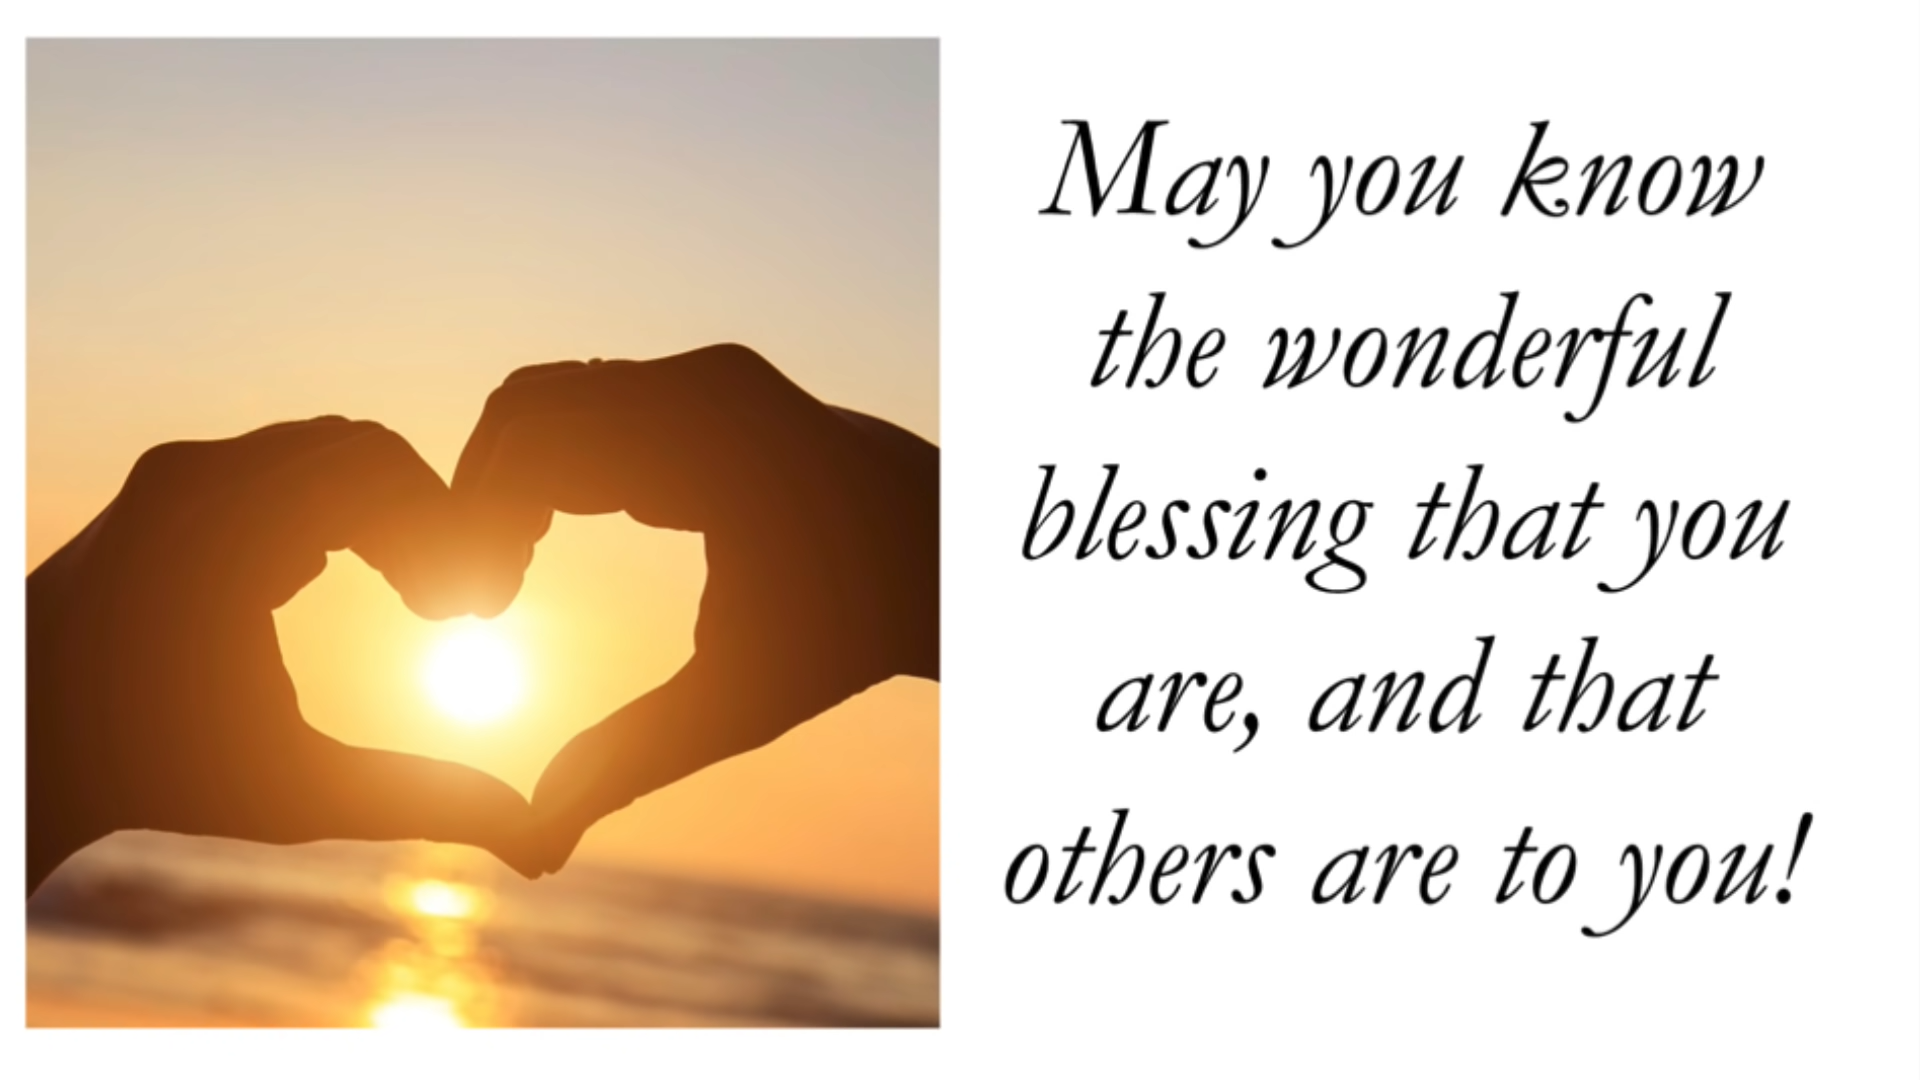 May you know
the wonderful
blessing that you
are, and that
others are to you!